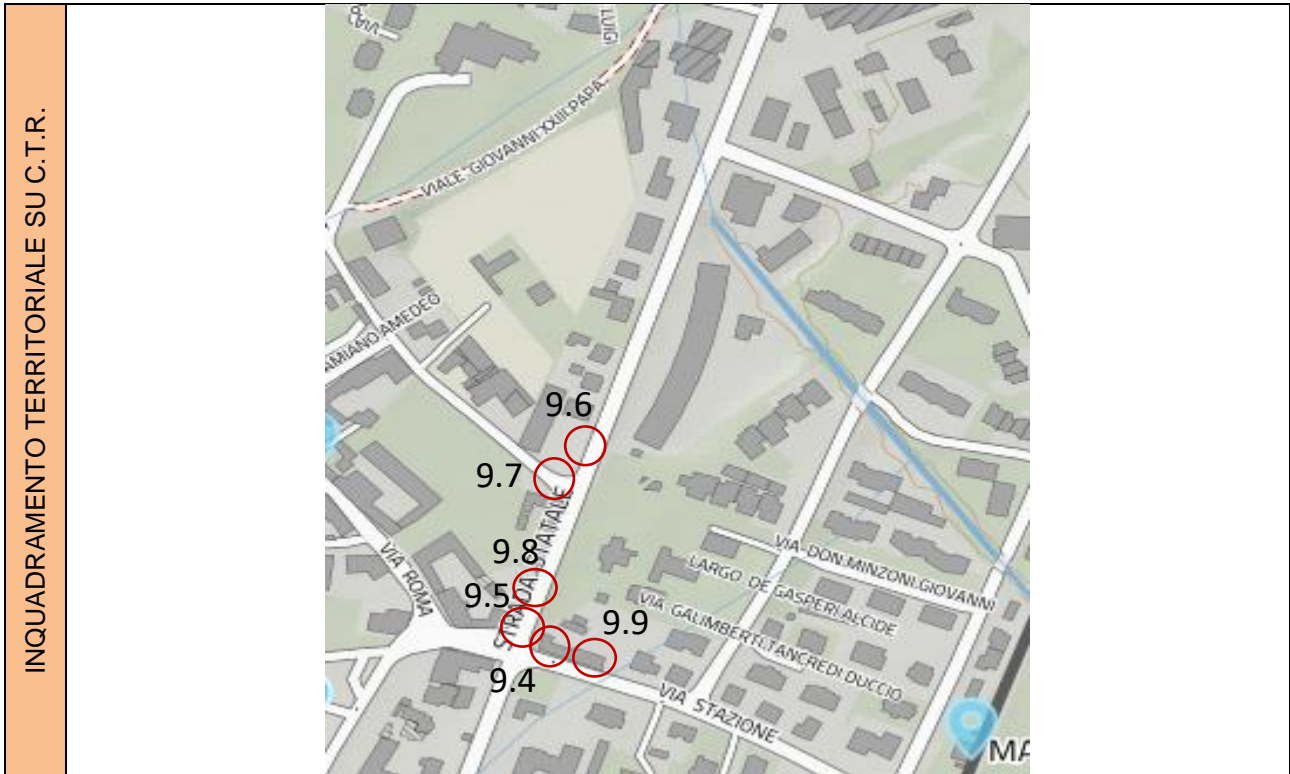 INQUADRAMENTO TERRITORIALE SU C.T.R.
VIA
LUIGI
VIALE GIOVANNI XXIII PAPA
AMIANO AMEDEO
9.6
9.7
STRADA STATALE
9.8
9.5
9.9
9.4
VIA ROMA
VIA DON MINZONI GIOVANNI
LARGO DE GASPERI ALCIDE
VIA GALIMBERTI TANCREDI DUCCIO
VIA STAZIONE
MA